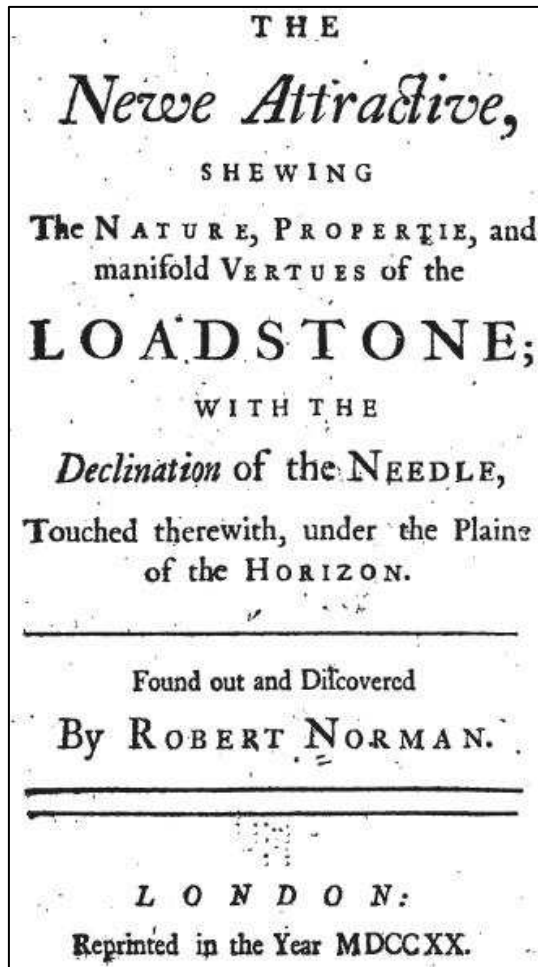 THE
Newe Attractive,
SHEWING
The NATURE, PROPERTIE, and
manifold VERTUES of the
LOADSTONE;
WITH THE
Declination of the NEEDLE,
Touched therewith, under the Plaine
of the HORIZON.
Found out and Diſcovered
By ROBERT NORMAN.
LONDON:
Reprinted in the Year MDCCXX.